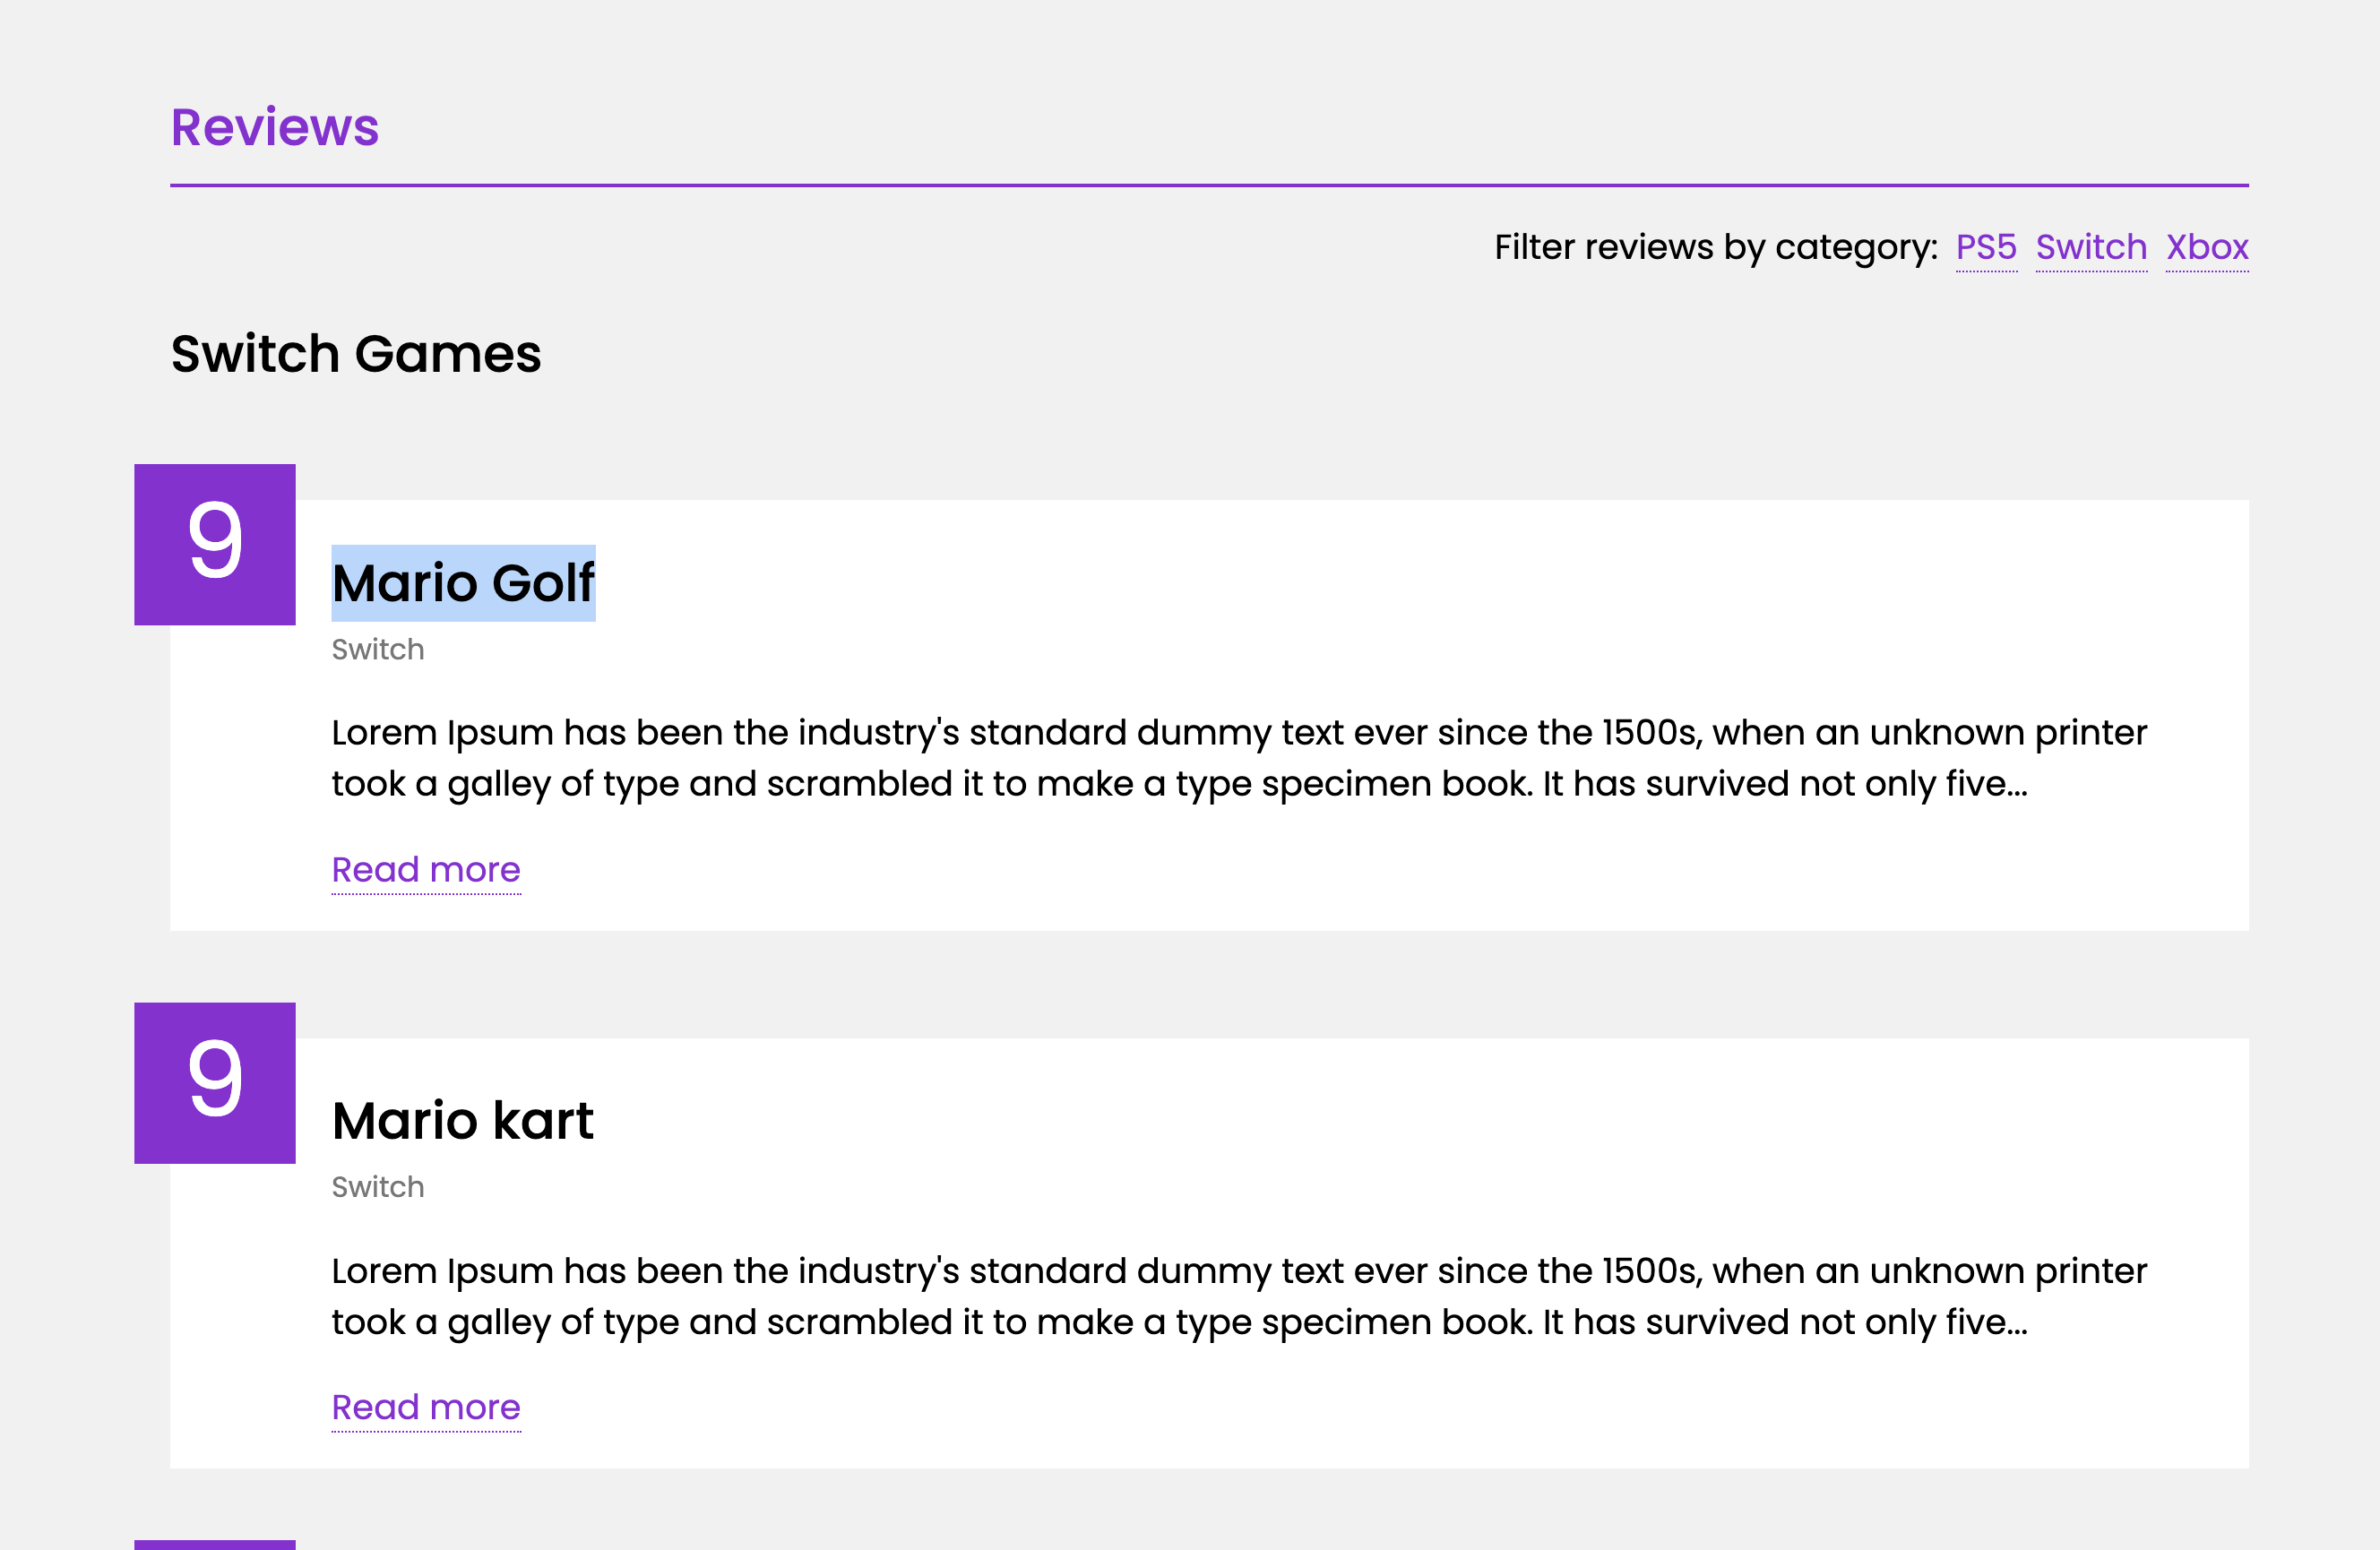 Reviews
Filter reviews by category: PS5 Switch Xbox
Switch Games
9
Mario Golf
Switch
Lorem Ipsum has been the industry's standard dummy text ever since the 1500s, when an unknown printer
took a galley of type and scrambled it to make a type specimen book. It has survived not only five...
Read more
9
Mario kart
Switch
Lorem Ipsum has been the industry's standard dummy text ever since the 1500s, when an unknown printer
took a galley of type and scrambled it to make a type specimen book. It has survived not only five...
Read more